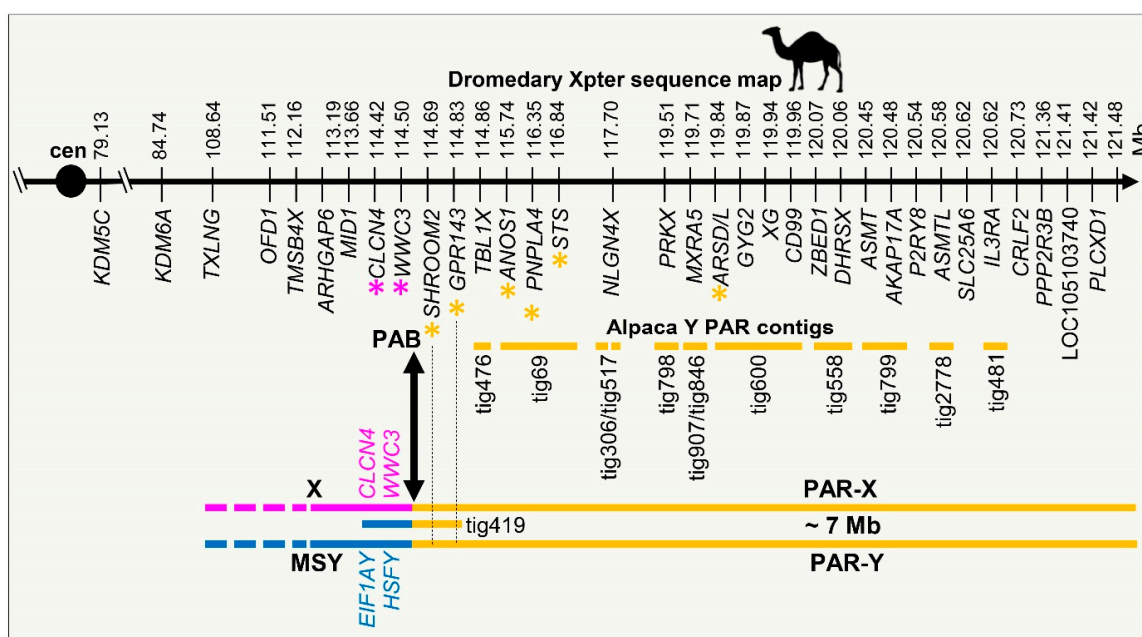 Dromedary Xpter sequence map
cen
79.13
84.74
108.64
111.51
112.16
113.19
113.66
114.42
114.50
114.69
114.83
114.86
115.74
116.35
116.84
117.70
119.51
119.71
119.84
119.87
119.94
119.96
120.07
120.06
120.45
120.48
120.54
120.58
120.62
120.62
120.73
121.36
121.41
121.42
121.48
Mb
KDM5C
KDM6A
TXLNG
OFD1
TMSB4X
ARHGAP6
MID1
*CLCN4
*WWC3
*SHROOM2
*GPR143
TBL1X
*ANOS1
*PNPLA4
*STS
NLGN4X
PRKX
MXRA5
*ARSD/L
GYG2
XG
CD99
ZBED1
DHRSX
ASMT
AKAP17A
P2RY8
ASMTL
SLC25A6
IL3RA
CRLF2
PPP2R3B
LOC105103740
PLCXD1
PAB
Alpaca Y PAR contigs
tig476
tig69
tig306/tig517
tig798
tig907/tig846
tig600
tig558
tig799
tig2778
tig481
CLCN4
WWC3
X
PAR-X
tig419
~ 7 Mb
MSY
PAR-Y
EIF1AY
HSFY